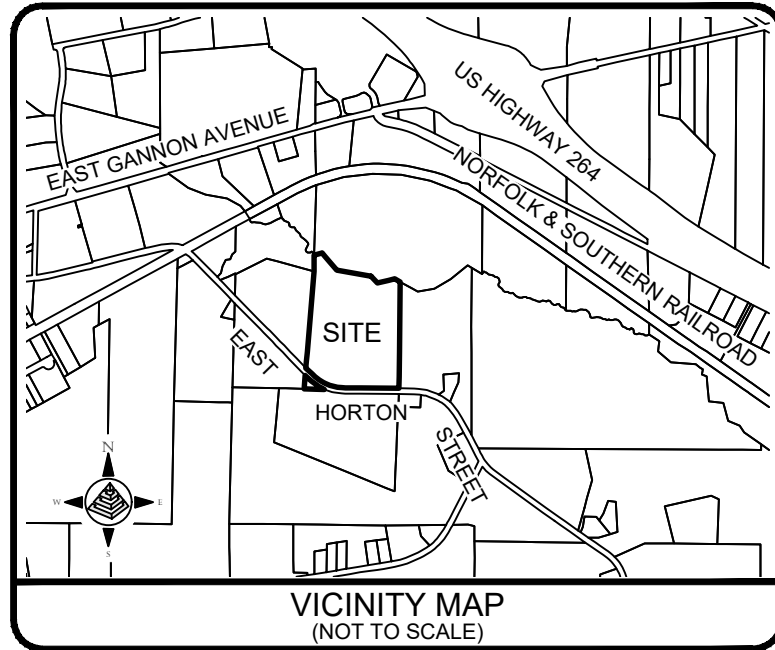 US HIGHWAY 264
EAST GANNON AVENUE
NORFOLK & SOUTHERN RAILROAD
SITE
EAST
HORTON
STREET
N
W
E
S
VICINITY MAP
(NOT TO SCALE)